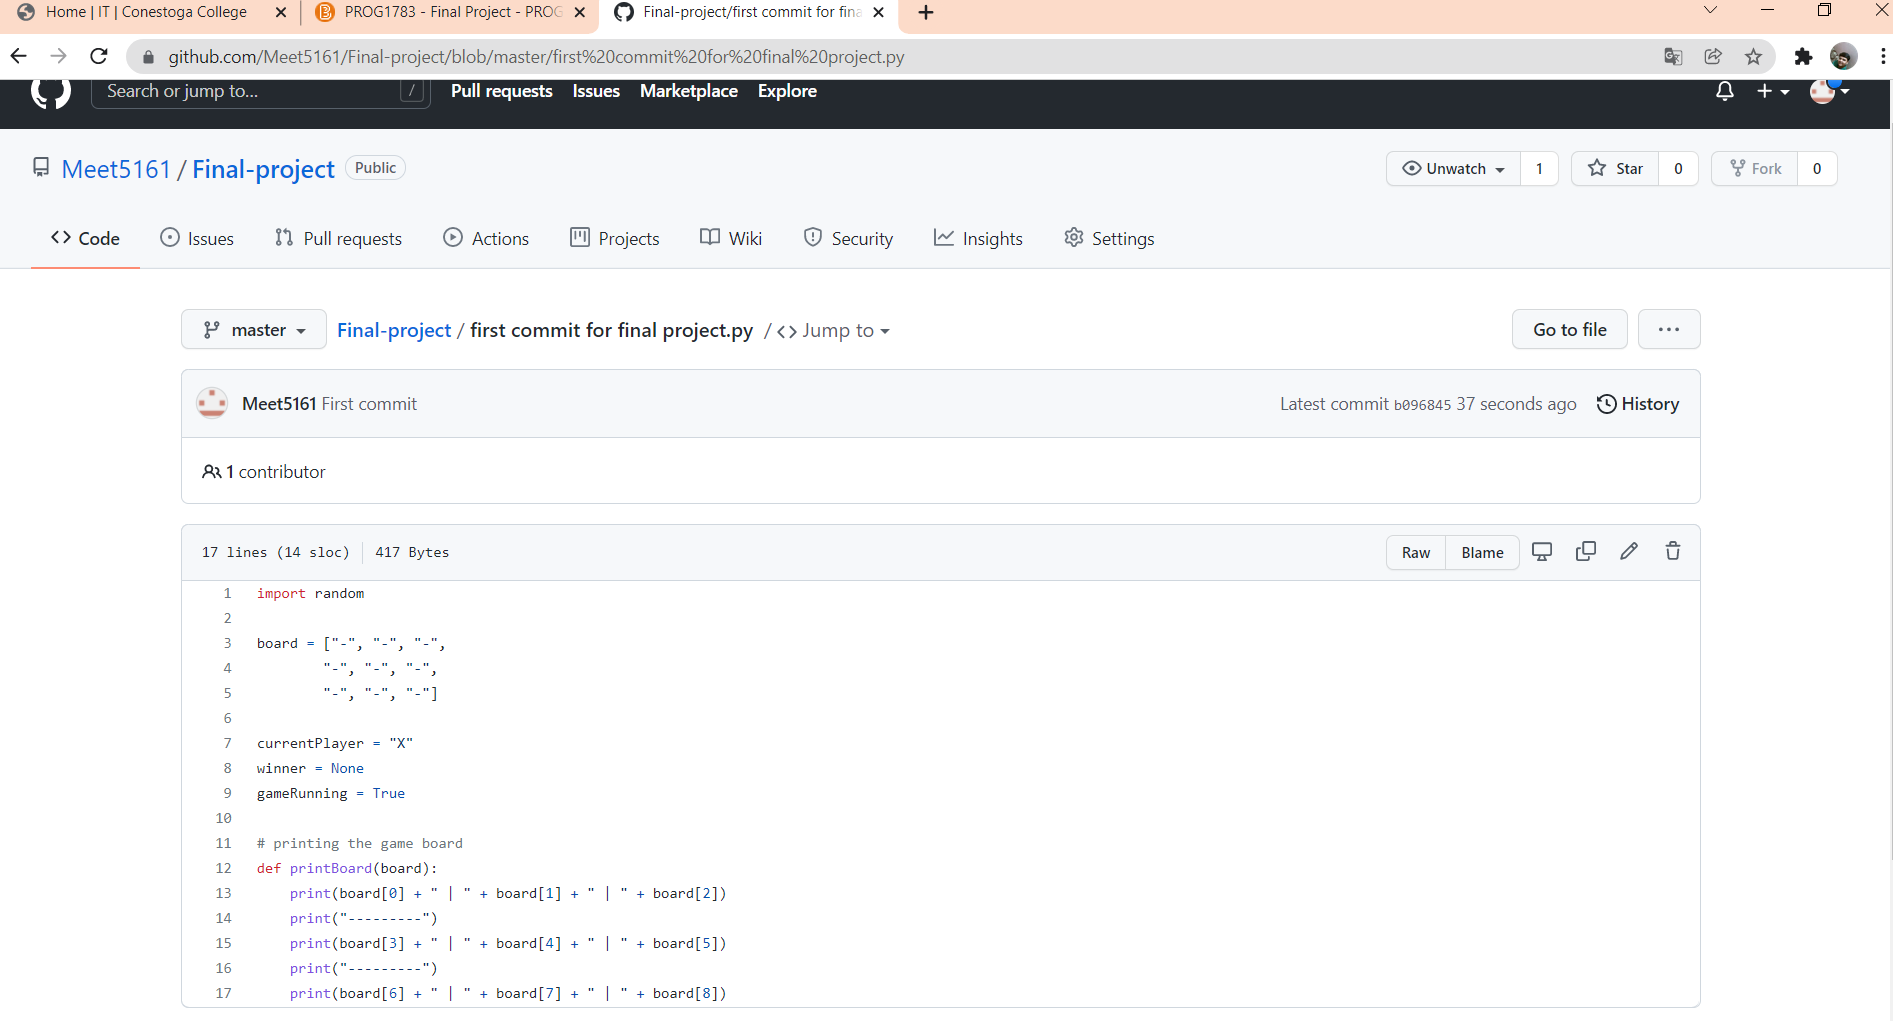 Home | IT | Conestoga College
PROG1783 - Final Project - PROG
Final-project/first commit for fina
github.com/Meet5161/Final-project/blob/master/first%20commit%20for%20final%20project.py
Search or jump to... /
Pull requests Issues Marketplace Explore
Meet5161 / Final-project Public
Unwatch 1 Star 0 Fork 0
<> Code Issues Pull requests Actions Projects Wiki Security Insights Settings
master Final-project / first commit for final project.py / <> Jump to
Go to file ...
Meet5161 First commit
Latest commit b096845 37 seconds ago History
1 contributor
17 lines (14 sloc) 417 Bytes
Raw Blame
1 import random
2
3 board = ["-", "-", "-",
4         "-", "-", "-",
5         "-", "-", "-"]
6
7 currentPlayer = "X"
8 winner = None
9 gameRunning = True
10
11 # printing the game board
12 def printBoard(board):
13     print(board[0] + " | " + board[1] + " | " + board[2])
14     print("---------")
15     print(board[3] + " | " + board[4] + " | " + board[5])
16     print("---------")
17     print(board[6] + " | " + board[7] + " | " + board[8])